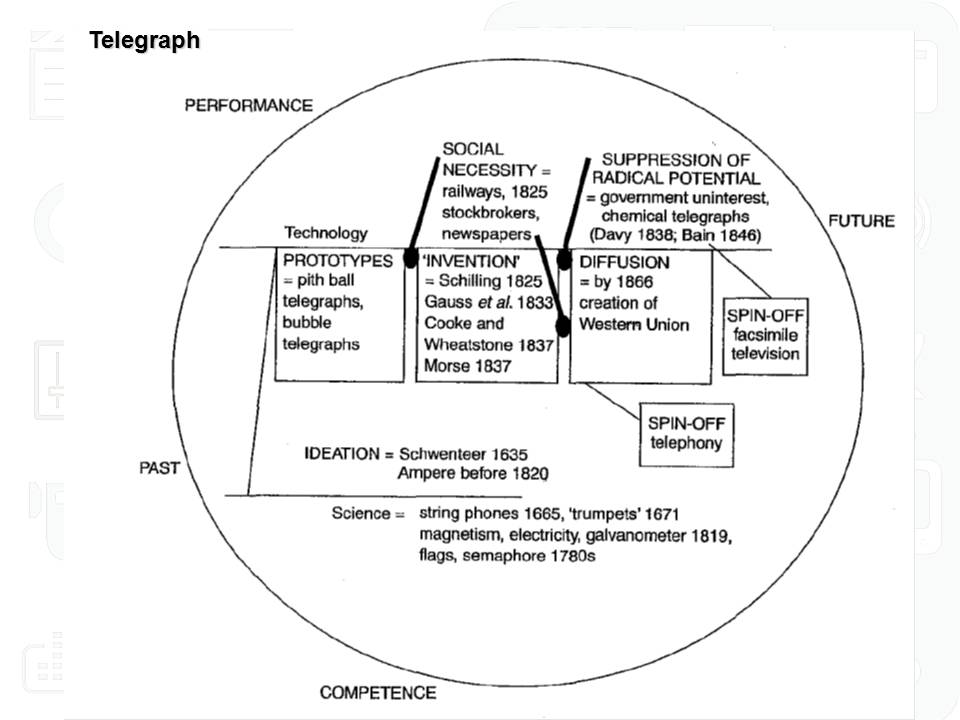 Telegraph
PERFORMANCE
SOCIAL
NECESSITY =
railways, 1825
stockbrokers,
newspapers
SUPPRESSION OF
RADICAL POTENTIAL
= government uninterest,
chemical telegraphs
(Davy 1838; Bain 1846)
FUTURE
Technology
PROTOTYPES
= pith ball
telegraphs,
bubble
telegraphs
'INVENTION'
= Schilling 1825
Gauss et al. 1833
Cooke and
Wheatstone 1837
Morse 1837
DIFFUSION
= by 1866
creation of
Western Union
SPIN-OFF
facsimile
television
SPIN-OFF
telephony
IDEATION = Schwenteer 1635
Ampere before 1820
PAST
Science = string phones 1665, 'trumpets' 1671
magnetism, electricity, galvanometer 1819,
flags, semaphore 1780s
COMPETENCE